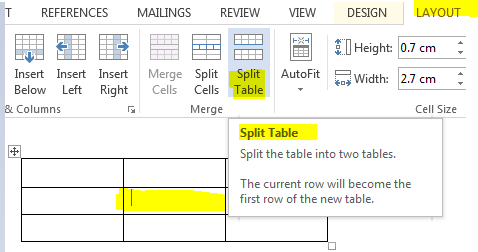 T REFERENCES MAILINGS REVIEW VIEW DESIGN LAYOUT
Insert Below
Insert Left
Insert Right
Merge Cells
Split Cells
Split Table
AutoFit
Height: 0.7 cm
Width: 2.7 cm
& Columns
Merge
Cell Size
Split Table
Split the table into two tables.
The current row will become the
first row of the new table.